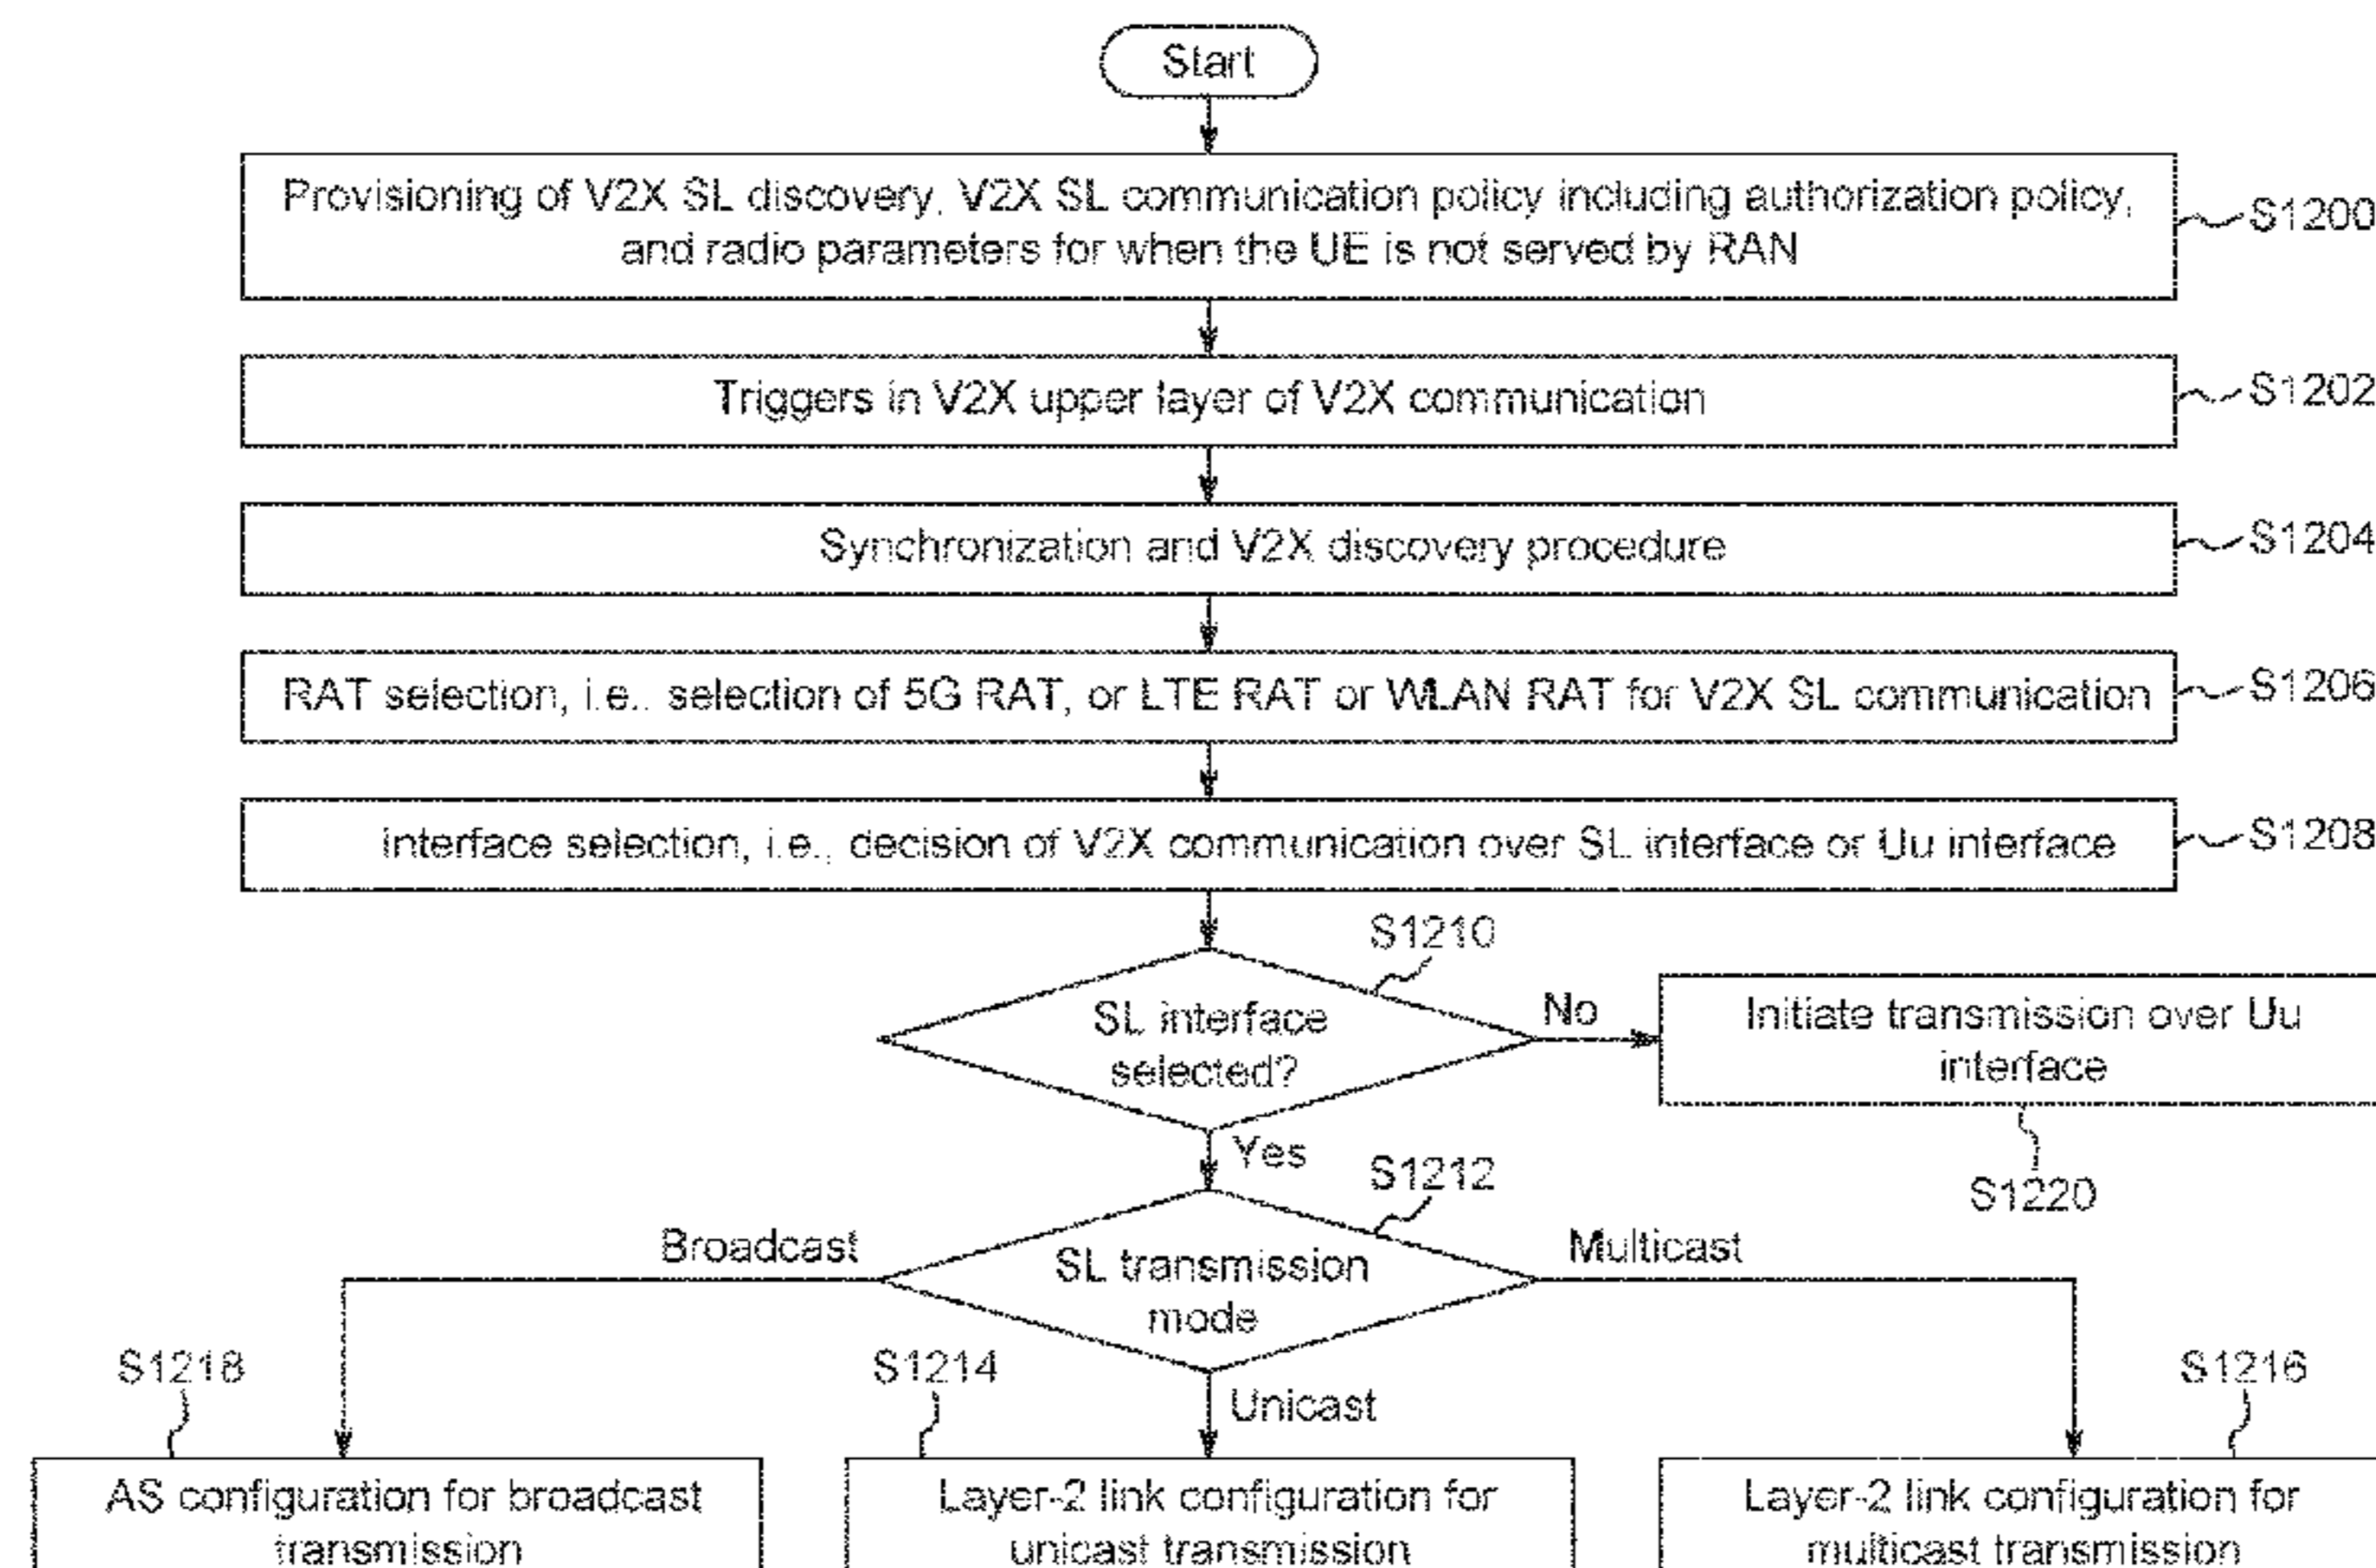 Start
Provisioning of V2X SL discovery, V2X SL communication policy including authorization policy,
and radio parameters for when the UE is not served by RAN
S1200
Triggers in V2X upper layer of V2X communication
S1202
Synchronization and V2X discovery procedure
S1204
RAT selection, i.e., selection of 5G RAT, or LTE RAT or WLAN RAT for V2X SL communication
S1206
Interface selection, i.e., decision of V2X communication over SL interface or Uu interface
S1208
S1210
SL interface
selected?
No
Initiate transmission over Uu
interface
S1220
Yes
S1212
Broadcast
SL transmission
mode
Multicast
Unicast
S1218
S1214
S1216
AS configuration for broadcast
transmission
Layer-2 link configuration for
unicast transmission
Layer-2 link configuration for
multicast transmission